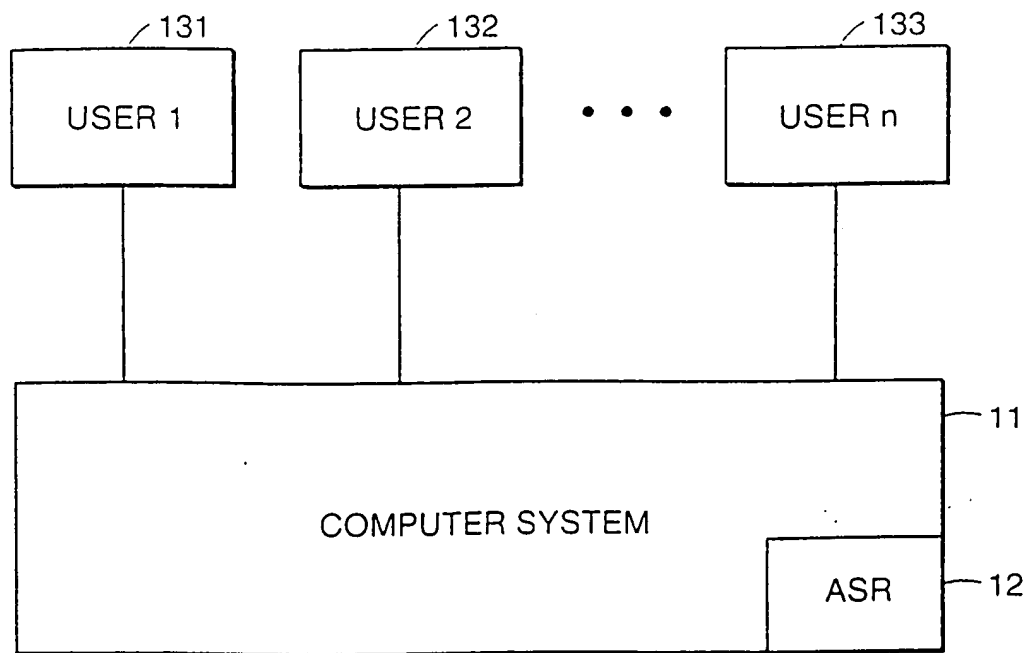 131
132
133
USER 1
USER 2
• • •
USER n
11
COMPUTER SYSTEM
ASR
12